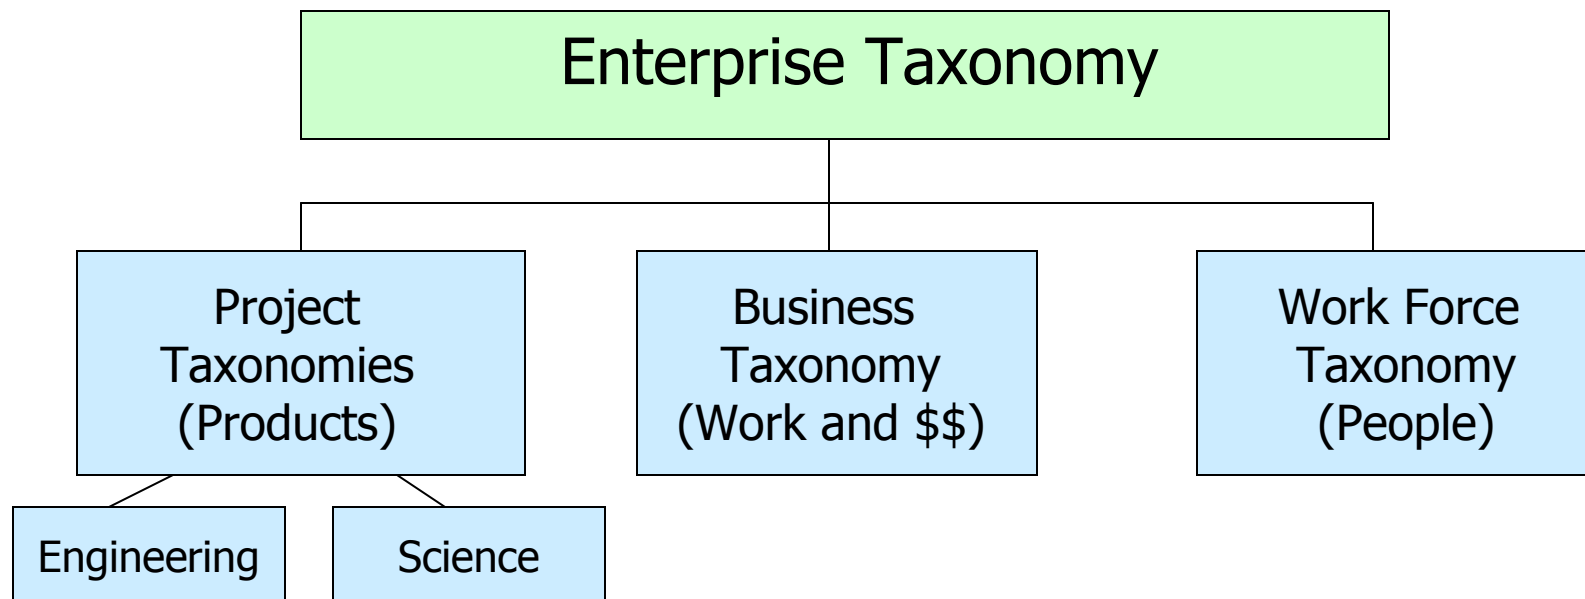 Enterprise Taxonomy
Project
Taxonomies
(Products)
Business
Taxonomy
(Work and $$)
Work Force
Taxonomy
(People)
Engineering
Science